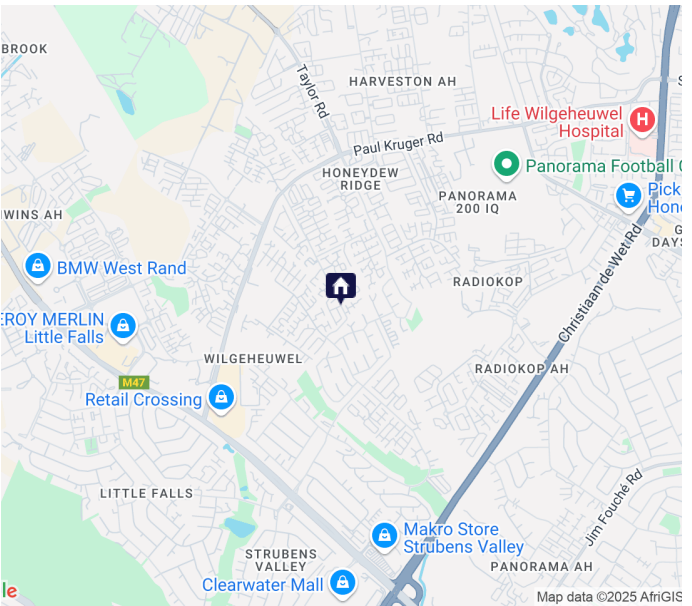 BROOK
HARVESTON AH
Taylor Rd
Life Wilgeheuwel
Hospital
H
Paul Kruger Rd
Panorama Football C
HONEYDEW
RIDGE
PANORAMA
200 IQ
Pick
Hone
WINS AH
G
DAYS
BMW West Rand
Christiaan de Wet Rd
RADIOKOP
EROY MERLIN
Little Falls
WILGEHEUWEL
RADIOKOP AH
M47
Retail Crossing
LITTLE FALLS
Jim Fouché Rd
Makro Store
Strubens Valley
STRUBENS
VALLEY
PANORAMA AH
Clearwater Mall
le
Map data ©2025 AfriGIS